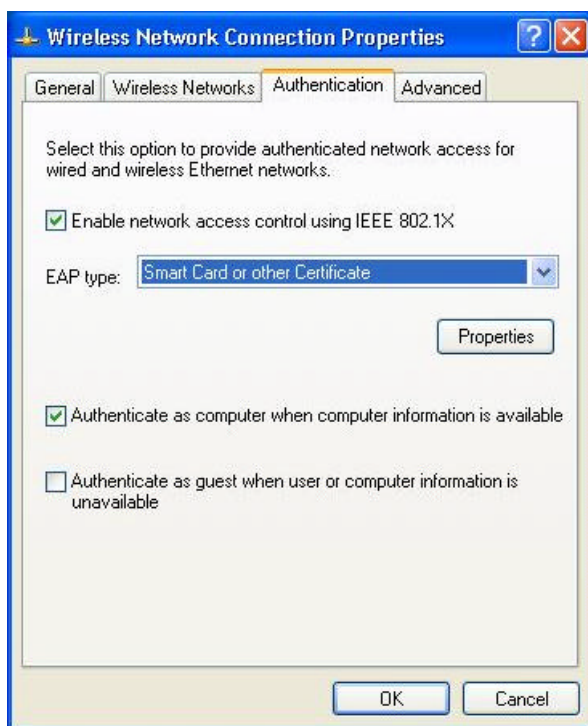 Wireless Network Connection Properties
?
General Wireless Networks Authentication Advanced
Select this option to provide authenticated network access for
wired and wireless Ethernet networks.
Enable network access control using IEEE 802.1X
EAP type: Smart Card or other Certificate
Properties
Authenticate as computer when computer information is available
Authenticate as guest when user or computer information is
unavailable
OK Cancel